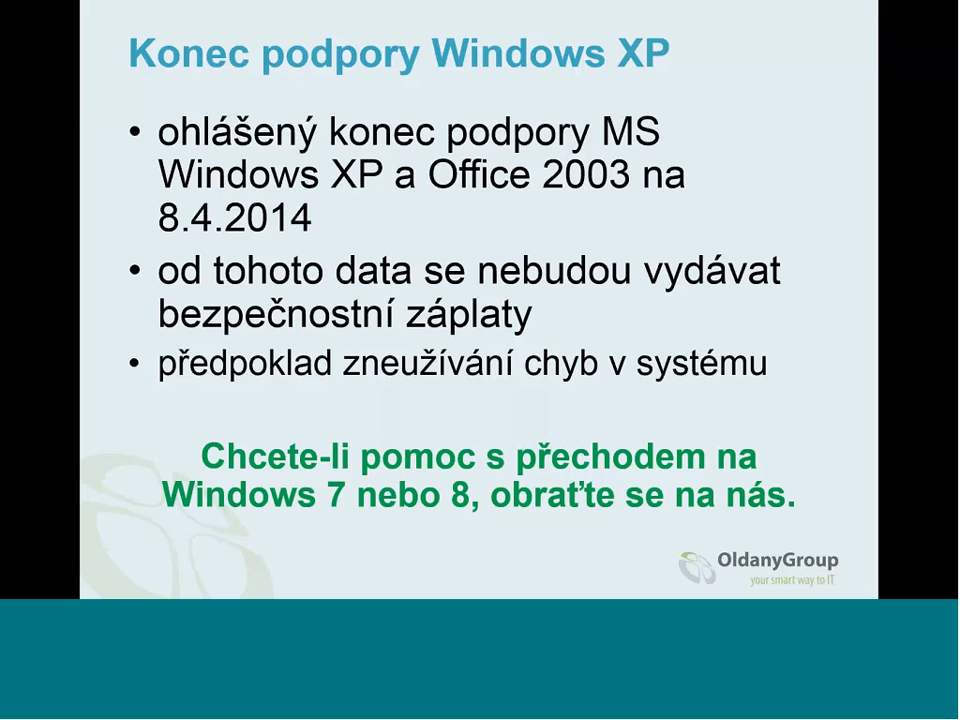 Konec podpory Windows XP
• ohlášený konec podpory MS
Windows XP a Office 2003 na
8.4.2014
• od tohoto data se nebudou vydávat
bezpečnostní záplaty
• předpoklad zneužívání chyb v systému
Chcete-li pomoc s přechodem na
Windows 7 nebo 8, obraťte se na nás.
OldanyGroup
your smart way to IT